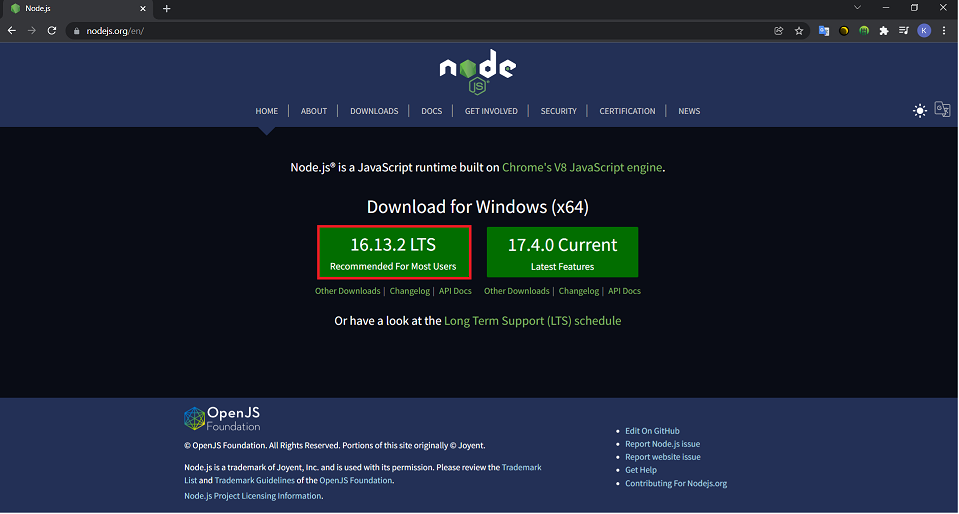 Node.js
nodejs.org/en/
K
node
JS
HOME | ABOUT | DOWNLOADS | DOCS | GET INVOLVED | SECURITY | CERTIFICATION | NEWS
Node.js® is a JavaScript runtime built on Chrome's V8 JavaScript engine.
Download for Windows (x64)
16.13.2 LTS
Recommended For Most Users
17.4.0 Current
Latest Features
Other Downloads | Changelog | API Docs
Other Downloads | Changelog | API Docs
Or have a look at the Long Term Support (LTS) schedule
OpenJS
Foundation
© OpenJS Foundation. All Rights Reserved. Portions of this site originally © Joyent.
Node.js is a trademark of Joyent, Inc. and is used with its permission. Please review the Trademark
List and Trademark Guidelines of the OpenJS Foundation.
Node.js Project Licensing Information.
Edit On GitHub
Report Node.js issue
Report website issue
Get Help
Contributing For Nodejs.org